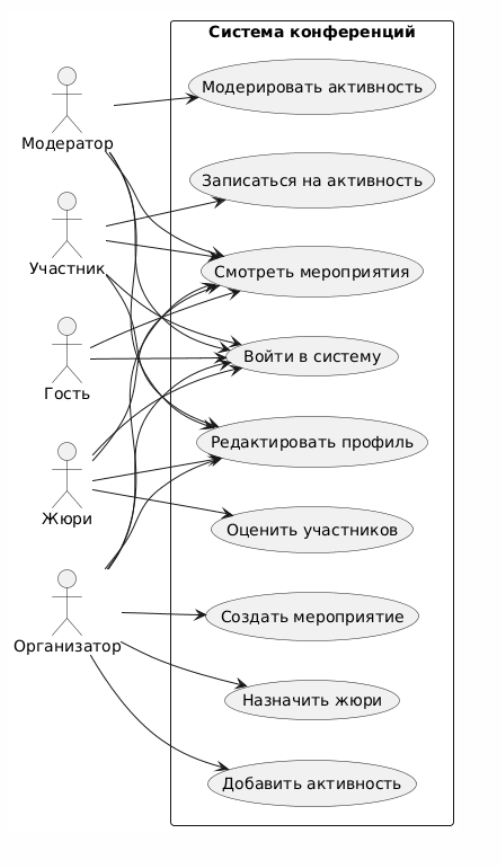 Система конференций
Модерировать активность
Модератор
Записаться на активность
Участник
Смотреть мероприятия
Войти в систему
Гость
Редактировать профиль
Жюри
Оценить участников
Создать мероприятие
Организатор
Назначить жюри
Добавить активность